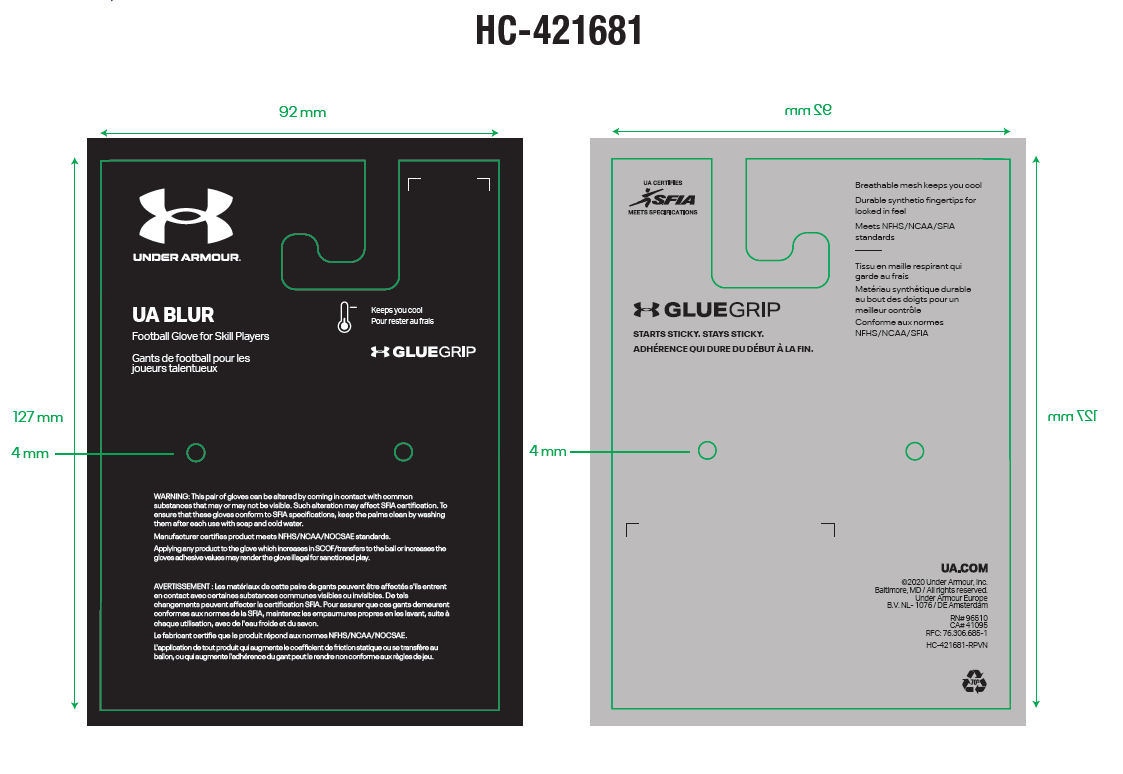 HC-421681
92 mm
127 mm
4 mm
UNDER ARMOUR.
UA BLUR
Football Glove for Skill Players
Gants de football pour les
joueurs talentueux
Keeps you cool
Pour rester au frais
GLUEGRIP
WARNING: This pair of gloves can be altered by coming in contact with common
substances that may or may not be visible. Such alteration may affect SFIA certification. To
ensure that these gloves conform to SFIA specifications, keep the palms clean by washing
them after each use with soap and cold water.
Manufacturer certifies product meets NFHS/NCAA/NOCSAE standards.
Applying any product to the glove which increases in SCOF/transfers to the ball or increases the
gloves adhesive values may render the glove illegal for sanctioned play.
AVERTISSEMENT : Les matériaux de cette paire de gants peuvent être affectés s'ils entrent
en contact avec certaines substances communes visibles ou invisibles. De tels
changements peuvent affecter la certification SFIA. Pour assurer que ces gants demeurent
conformes aux normes de la SFIA, maintenez les empaumures propres en les lavant, suite à
chaque utilisation, avec de l'eau froide et du savon.
Le fabricant certifie que le produit répond aux normes NFHS/NCAA/NOCSAE.
L'application de tout produit qui augmente le coefficient de friction statique ou se transfère au
ballon, ou qui augmente l'adhérence du gant peut le rendre non conforme aux règles de jeu.
92 mm
127 mm
4 mm
UA CERTIFIES
SFIA
MEETS SPECIFICATIONS
Breathable mesh keeps you cool
Durable synthetic fingertips for
locked in feel
Meets NFHS/NCAA/SFIA
standards
Tissu en maille respirant qui
garde au frais
Matériau synthétique durable
au bout des doigts pour un
meilleur contrôle
Conforme aux normes
NFHS/NCAA/SFIA
GLUEGRIP
STARTS STICKY. STAYS STICKY.
ADHÉRENCE QUI DURE DU DÉBUT À LA FIN.
UA.COM
©2020 Under Armour, Inc.
Baltimore, MD / All rights reserved.
Under Armour Europe
B.V. NL- 1076 / DE Amsterdam
RN# 96510
CA# 41095
RFC: 76.306.686-1
HC-421681-RPVN